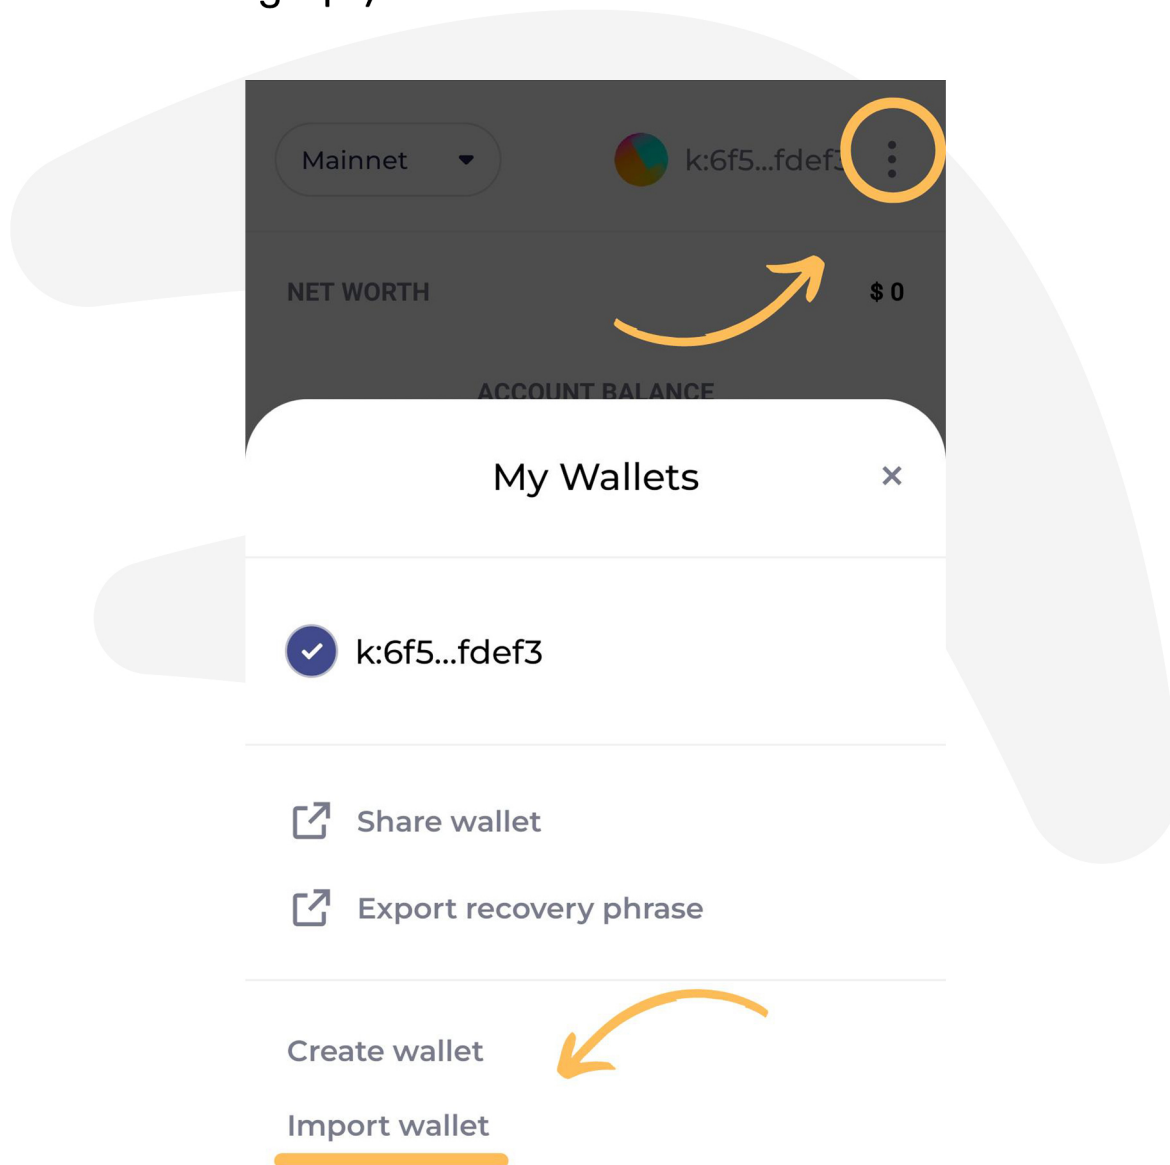 Mainnet
k:6f5...fdef3
NET WORTH
$ 0
ACCOUNT BALANCE
My Wallets
k:6f5...fdef3
Share wallet
Export recovery phrase
Create wallet
Import wallet